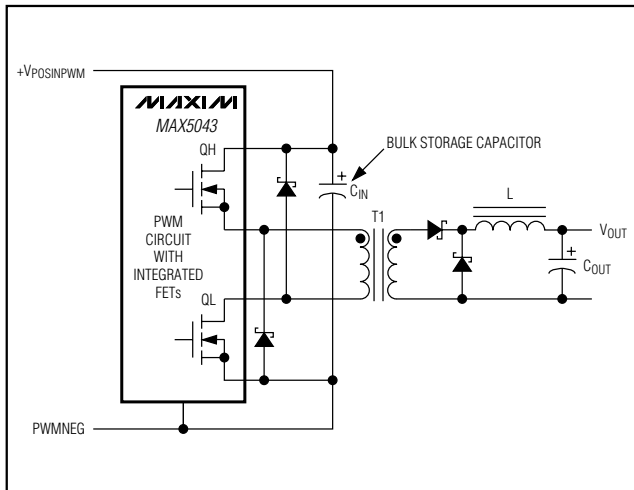 +VPOSINPWM
MAXIM
MAX5043
QH
PWM
CIRCUIT
WITH
INTEGRATED
FETs
QL
PWMNEG
+
CIN
BULK STORAGE CAPACITOR
T1
L
VOUT
+
COUT